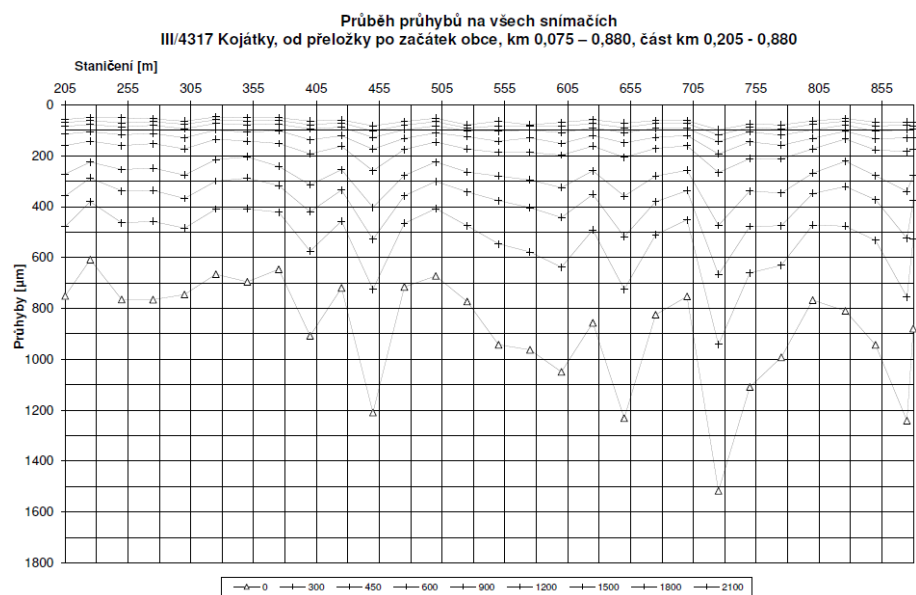 Průběh průhybů na všech snímačích
III/4317 Kojátky, od přeložky po začátek obce, km 0,075 – 0,880, část km 0,205 - 0,880
Staničení [m]
205 255 305 355 405 455 505 555 605 655 705 755 805 855
Průhyby [µm]
0
200
400
600
800
1000
1200
1400
1600
1800
0 300 450 600 900 1200 1500 1800 2100